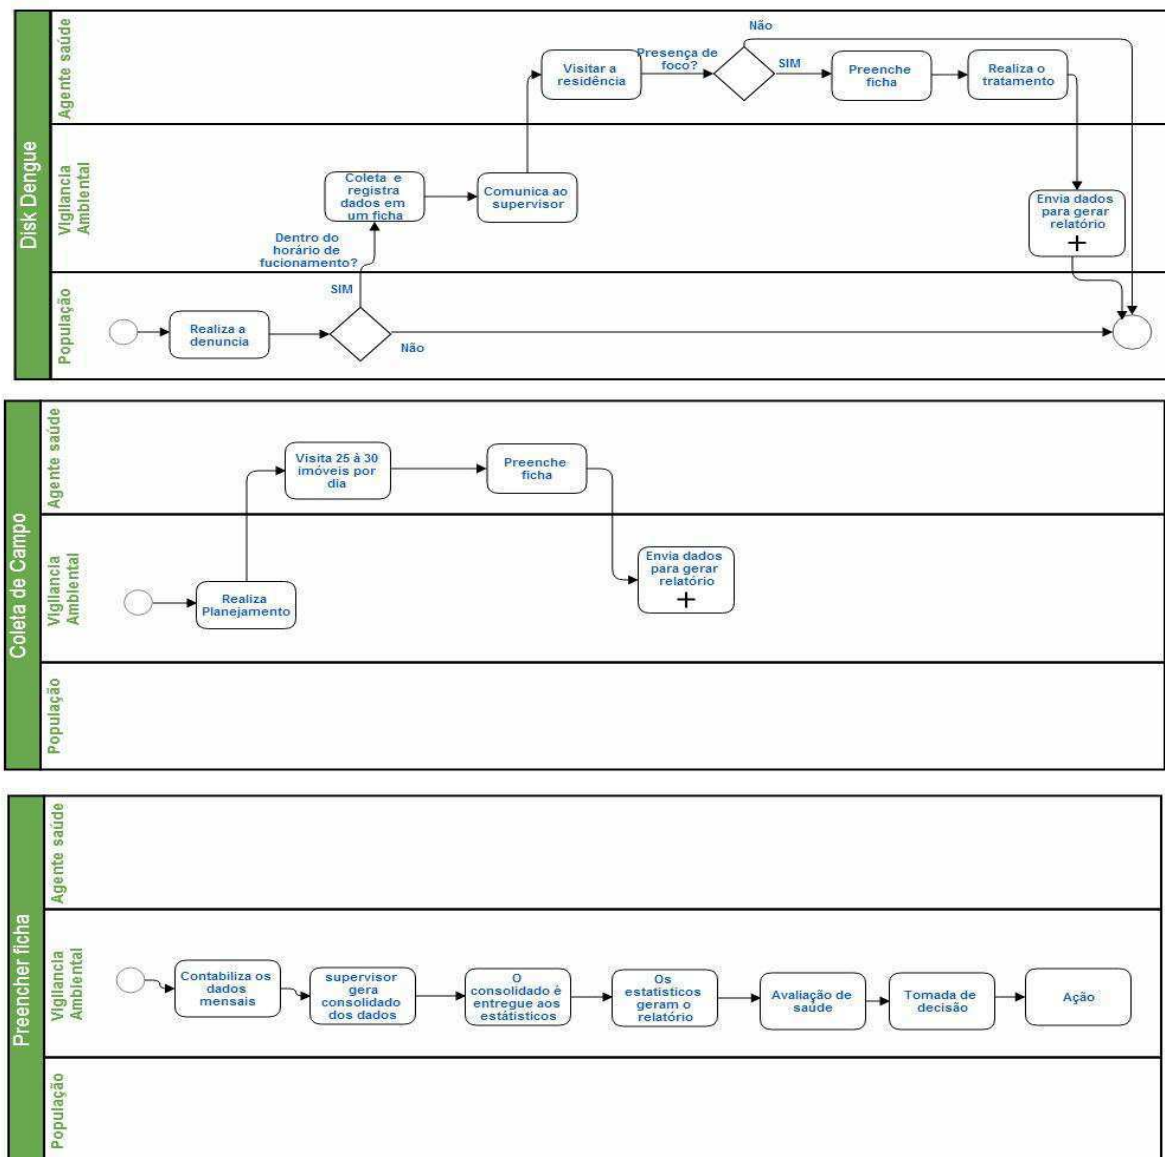 Disk Dengue
Agente saúde
Visitar a
residência
Presença de
foco?
Não
SIM
Preenche
ficha
Realiza o
tratamento
Vigilancia
Ambiental
Coleta e
registra
dados em
um ficha
Comunica ao
supervisor
Envia dados
para gerar
relatório
Dentro do
horário de
fucionamento?
SIM
População
Realiza a
denuncia
Não
Coleta de Campo
Agente saúde
Visita 25 à 30
imóveis por
dia
Preenche
ficha
Vigilancia
Ambiental
Realiza
Planejamento
Envia dados
para gerar
relatório
População
Preencher ficha
Agente saúde
Vigilancia
Ambiental
Contabiliza os
dados
mensais
supervisor
gera
consolidado
dos dados
O
consolidado è
entregue aos
estátisticos
Os
estatisticos
geram o
relatório
Avaliação de
saúde
Tomada de
decisão
Ação
População